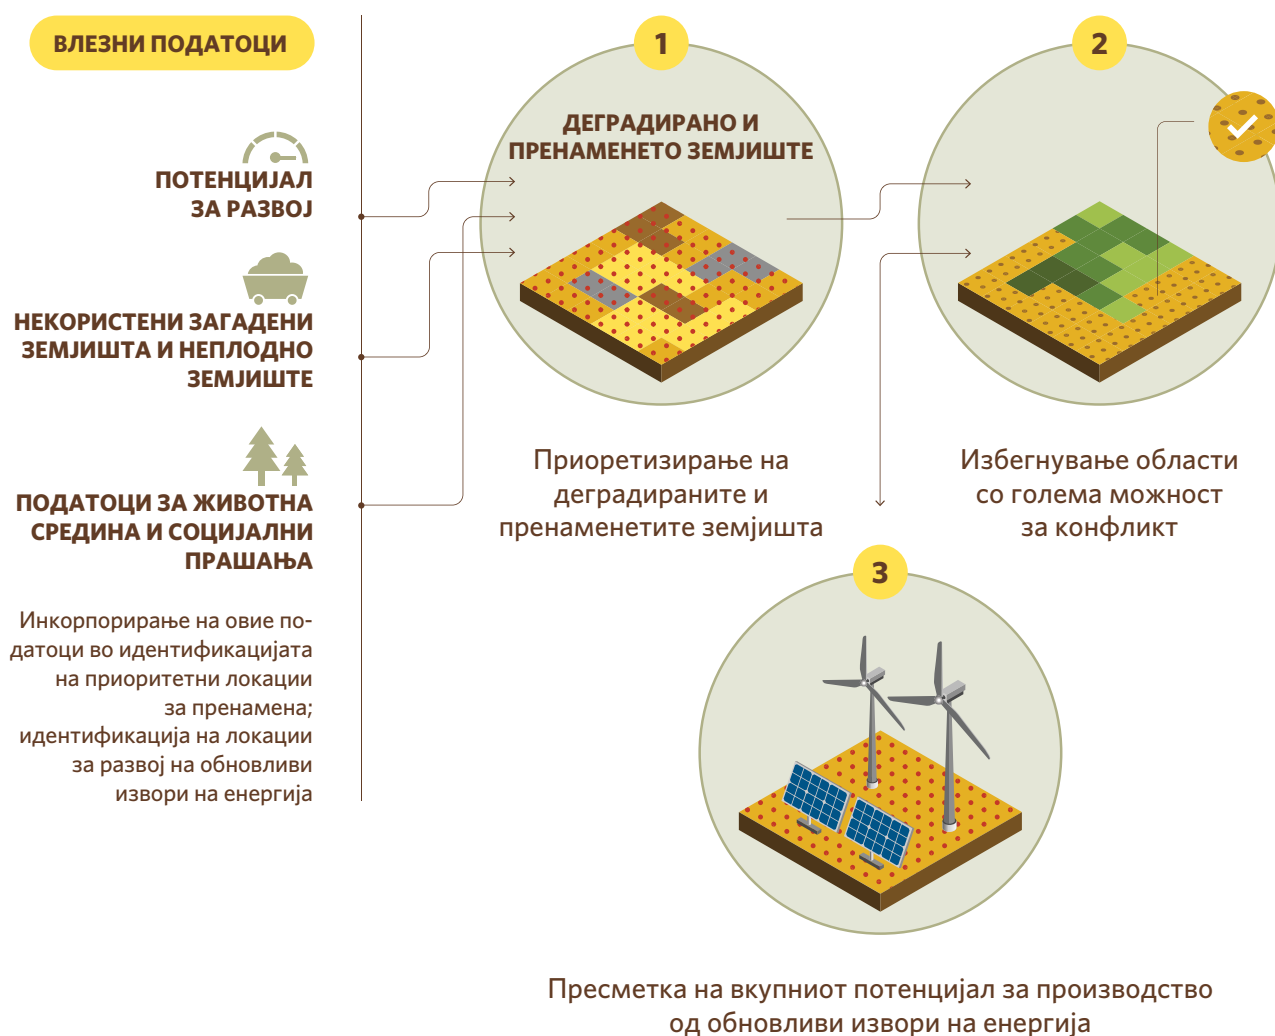 ВЛЕЗНИ ПОДАТОЦИ
ПОТЕНЦИЈАЛ
ЗА РАЗВОЈ
НЕКОРИСТЕНИ ЗАГАДЕНИ
ЗЕМЈИШТА И НЕПЛОДНО
ЗЕМЈИШТЕ
ПОДАТОЦИ ЗА ЖИВОТНА
СРЕДИНА И СОЦИЈАЛНИ
ПРАШАЊА
Инкорпорирање на овие по-
датоци во идентификацијата
на приоритетни локации
за пренамена;
идентификација на локации
за развој на обновливи
извори на енергија
1
ДЕГРАДИРАНО И
ПРЕНАМЕНЕТО ЗЕМЈИШТЕ
Приоретизирање на
деградираните и
пренаменетите земјишта
2
Избегнување области
со голема можност
за конфликт
3
Пресметка на вкупниот потенцијал за производство
од обновливи извори на енергија